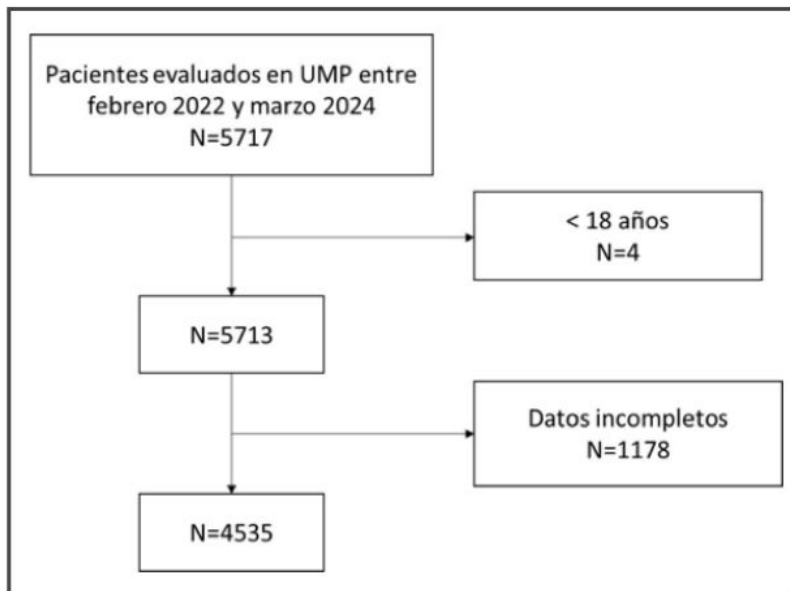 Pacientes evaluados en UMP entre
febrero 2022 y marzo 2024
N=5717
< 18 años
N=4
N=5713
Datos incompletos
N=1178
N=4535